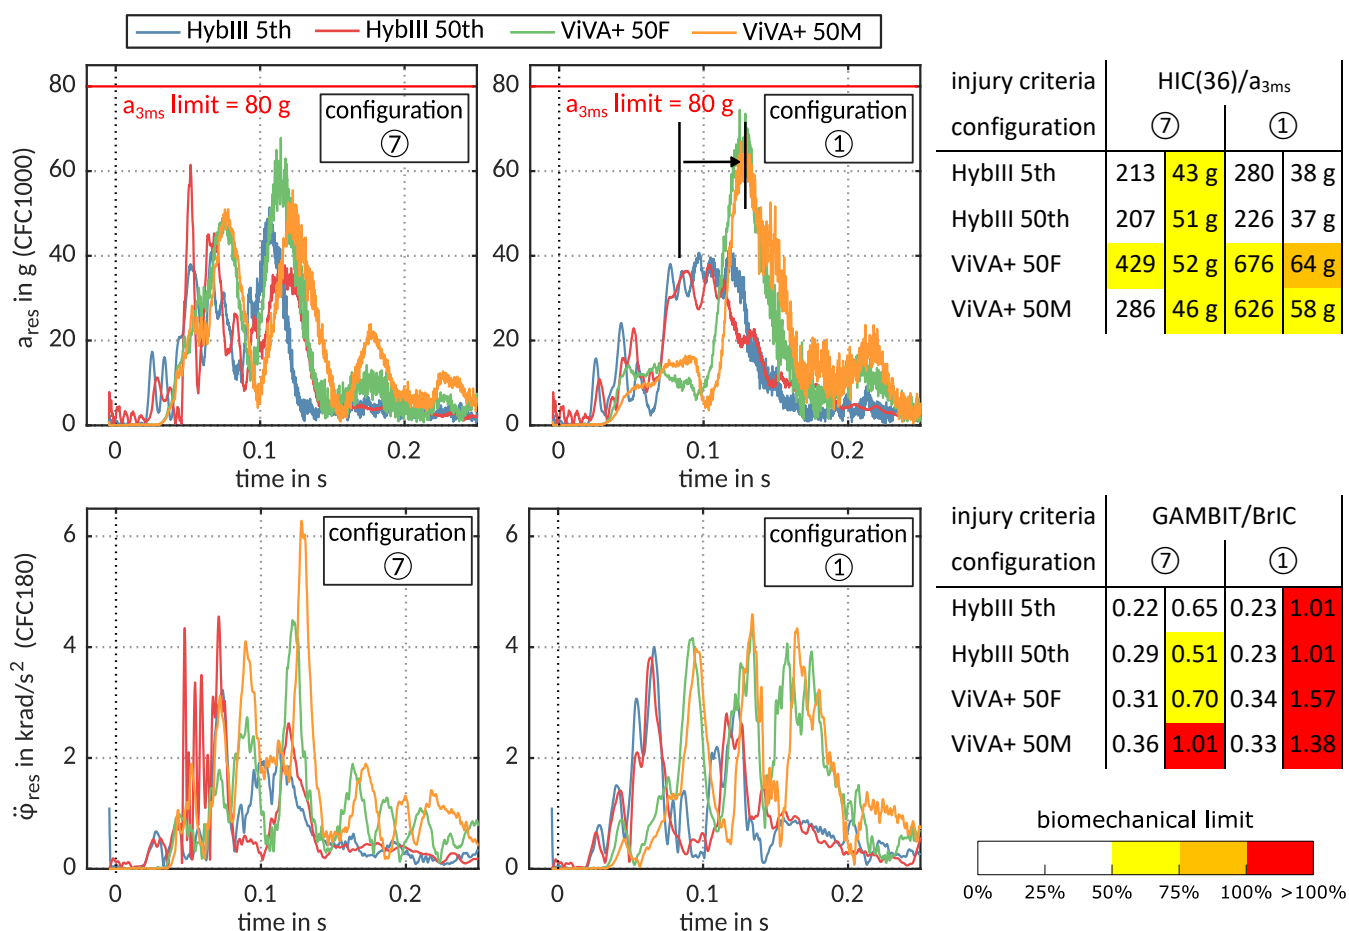 HybIII 5th HybIII 50th ViVA+ 50F ViVA+ 50M
80
60
40
20
0
a_res in g (CFC1000)
a_3ms limit = 80 g
configuration
⑦
0 0.1 0.2
time in s
80
60
40
20
0
a_3ms limit = 80 g
configuration
①
0 0.1 0.2
time in s
injury criteria HIC(36)/a_3ms
configuration ⑦ ①
HybIII 5th 213 43 g 280 38 g
HybIII 50th 207 51 g 226 37 g
ViVA+ 50F 429 52 g 676 64 g
ViVA+ 50M 286 46 g 626 58 g
6
4
2
0
φ̈_res in krad/s² (CFC180)
configuration
⑦
0 0.1 0.2
time in s
6
4
2
0
configuration
①
0 0.1 0.2
time in s
injury criteria GAMBIT/BrIC
configuration ⑦ ①
HybIII 5th 0.22 0.65 0.23 1.01
HybIII 50th 0.29 0.51 0.23 1.01
ViVA+ 50F 0.31 0.70 0.34 1.57
ViVA+ 50M 0.36 1.01 0.33 1.38
biomechanical limit
0% 25% 50% 75% 100% >100%